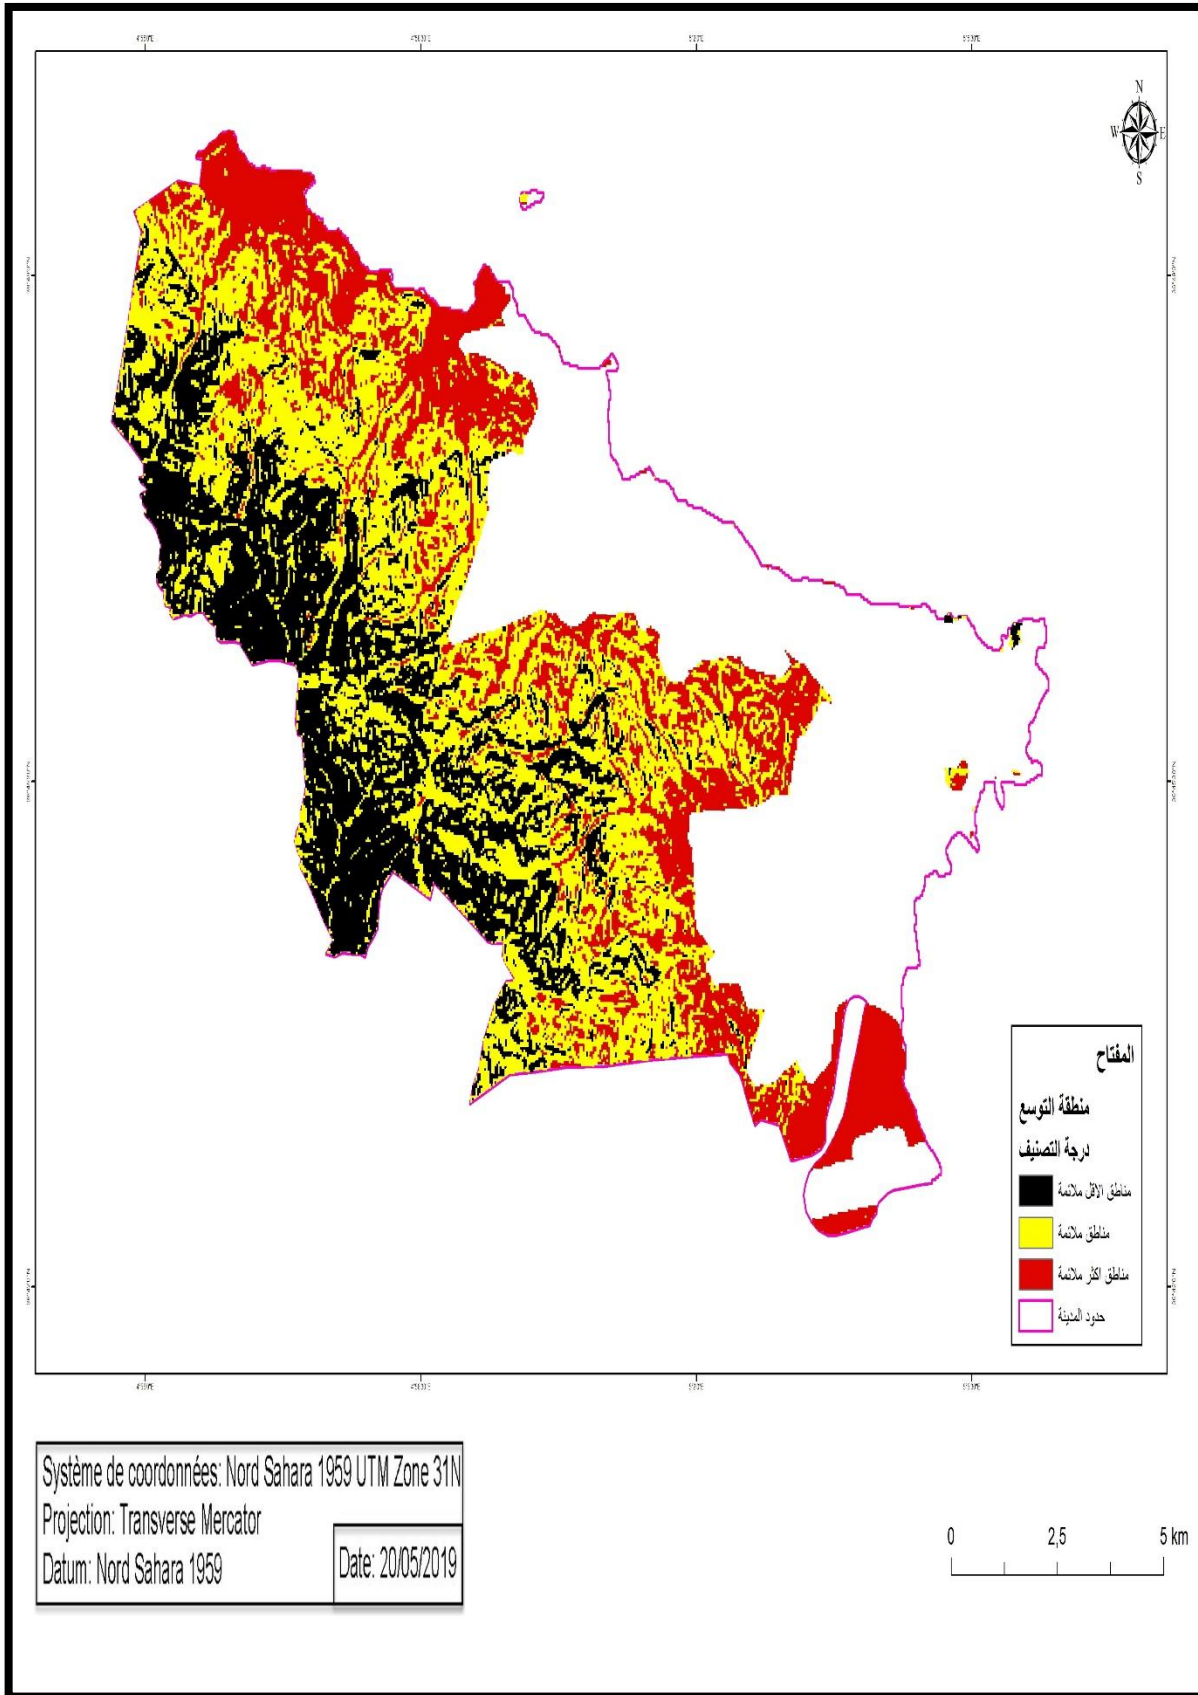 N
W
E
S
المفتاح
منطقة التوسع
درجة التصنيف
مناطق الاقل ملائمة
مناطق ملائمة
مناطق اكثر ملائمة
حدود المدينة
Système de coordonnées: Nord Sahara 1959 UTM Zone 31N
Projection: Transverse Mercator
Datum: Nord Sahara 1959
Date: 20/05/2019
0
2,5
5 km